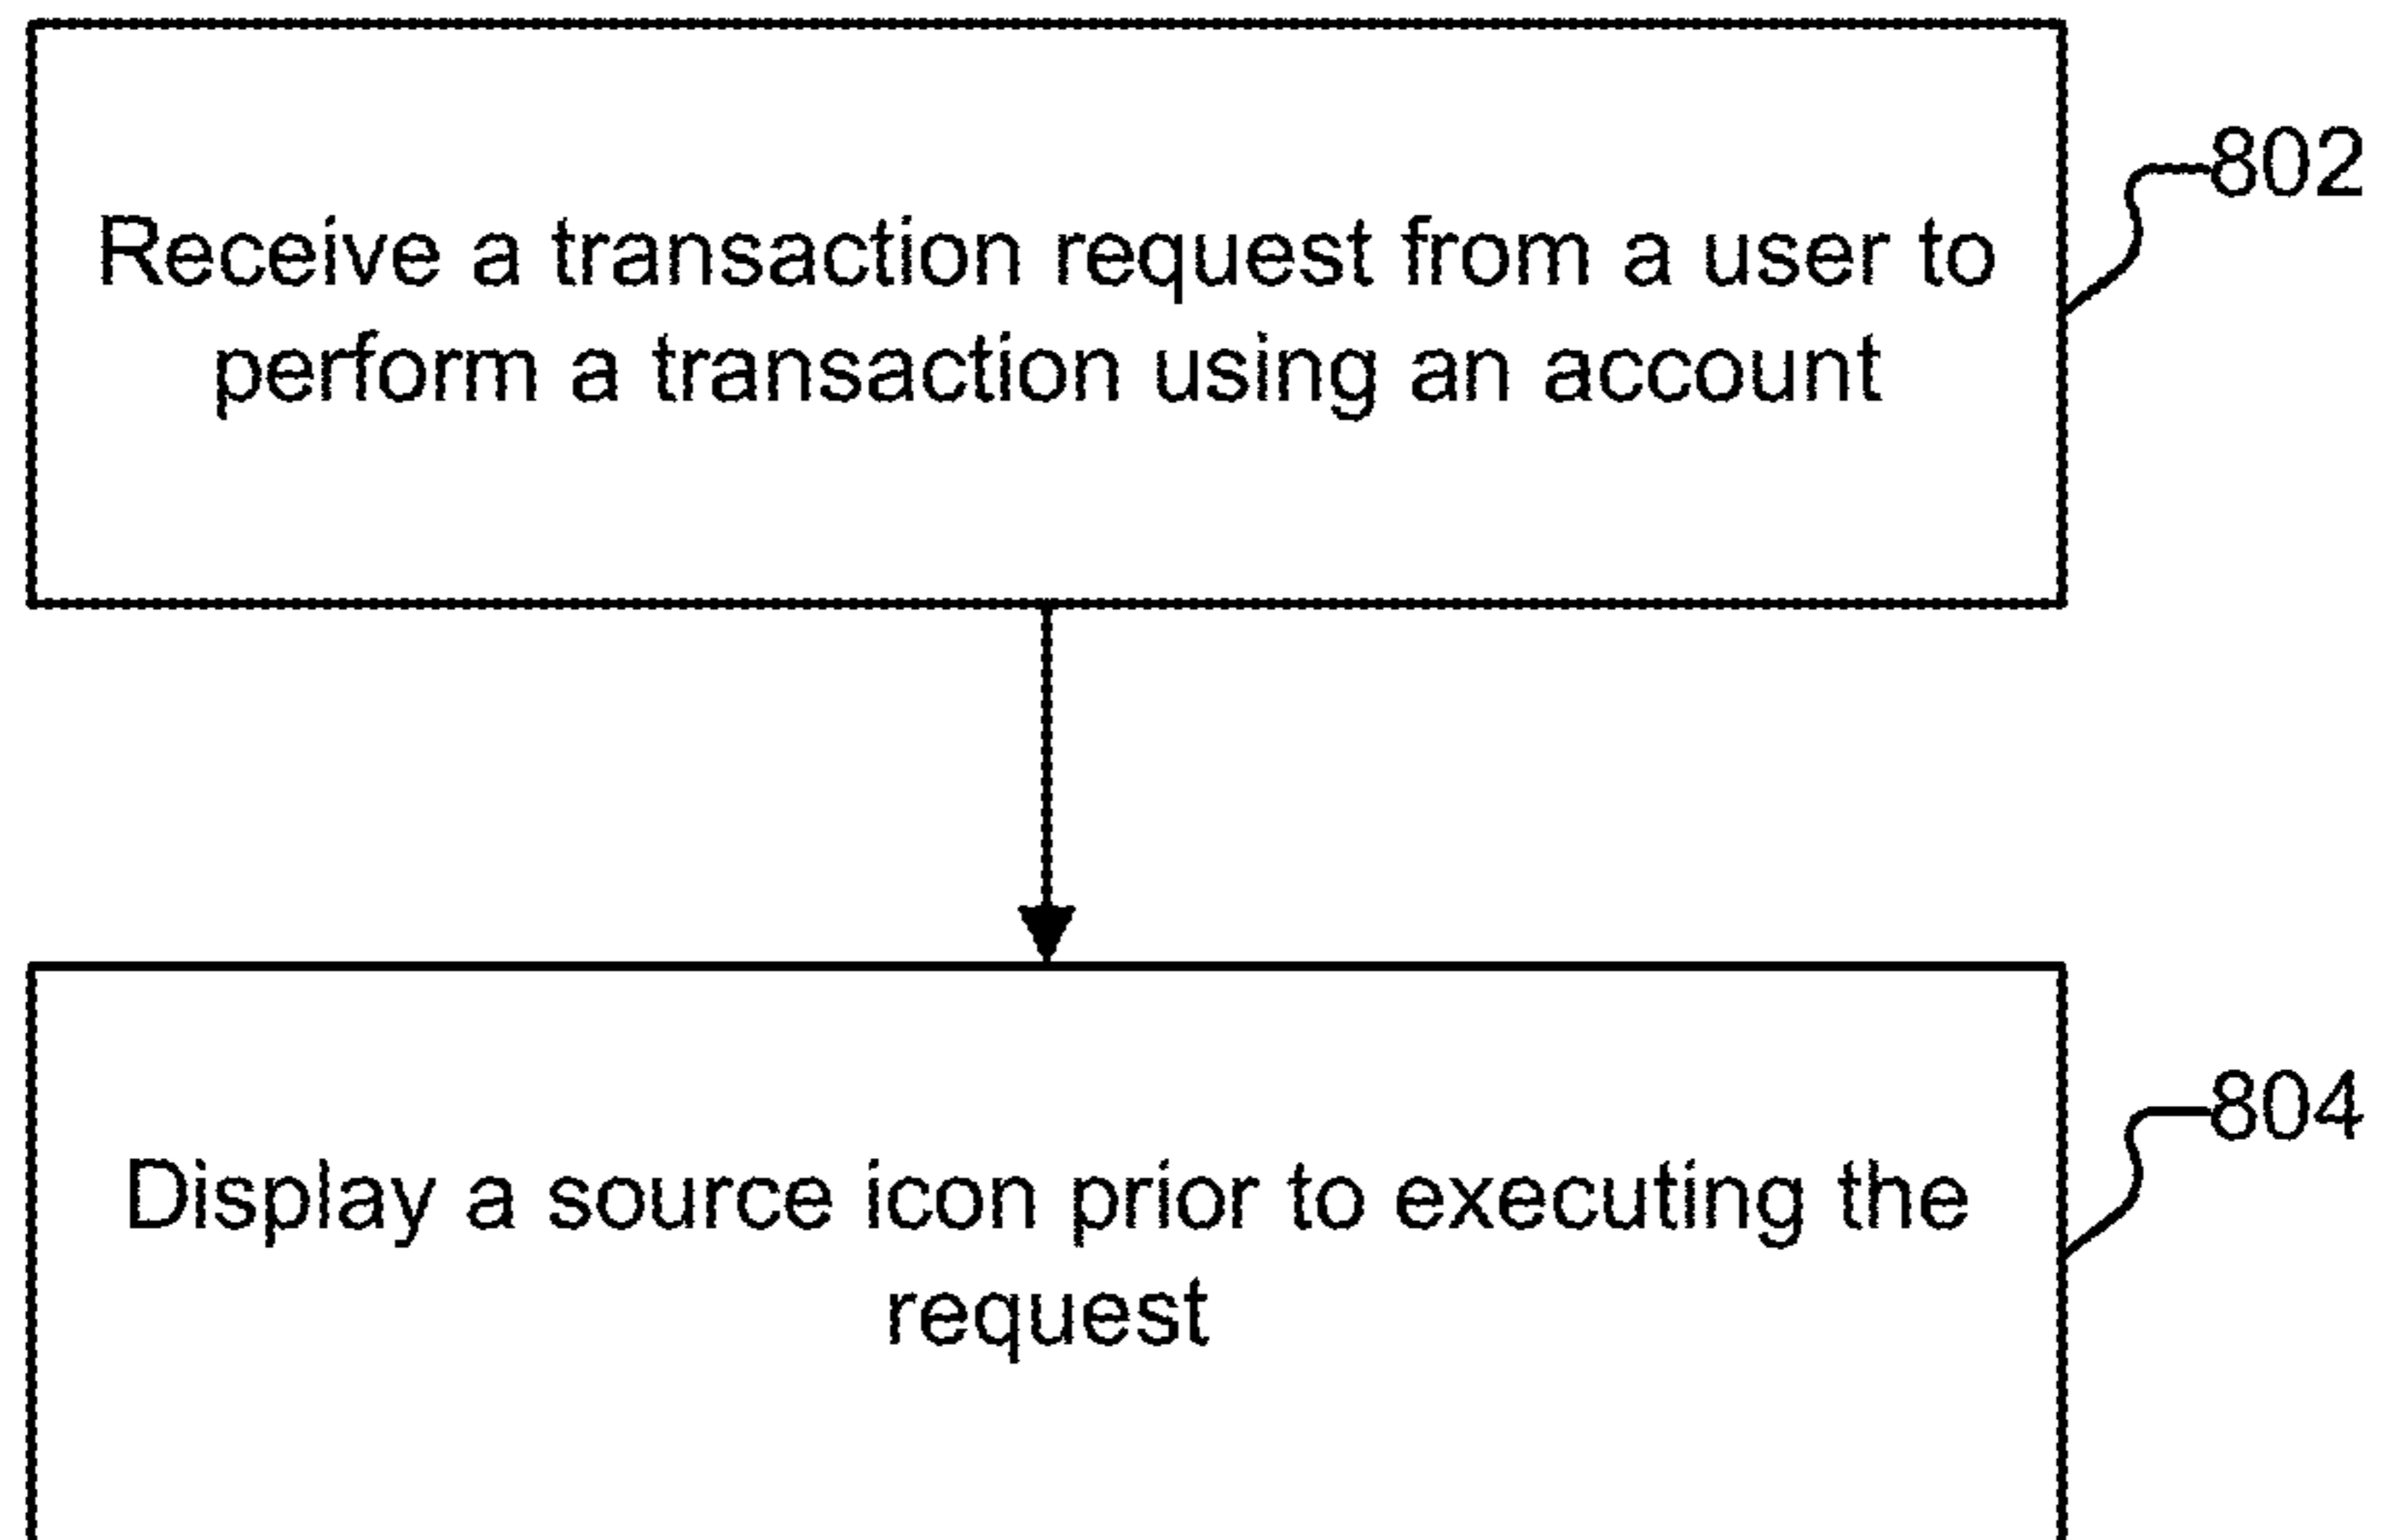 Receive a transaction request from a user to
perform a transaction using an account
802
Display a source icon prior to executing the
request
804